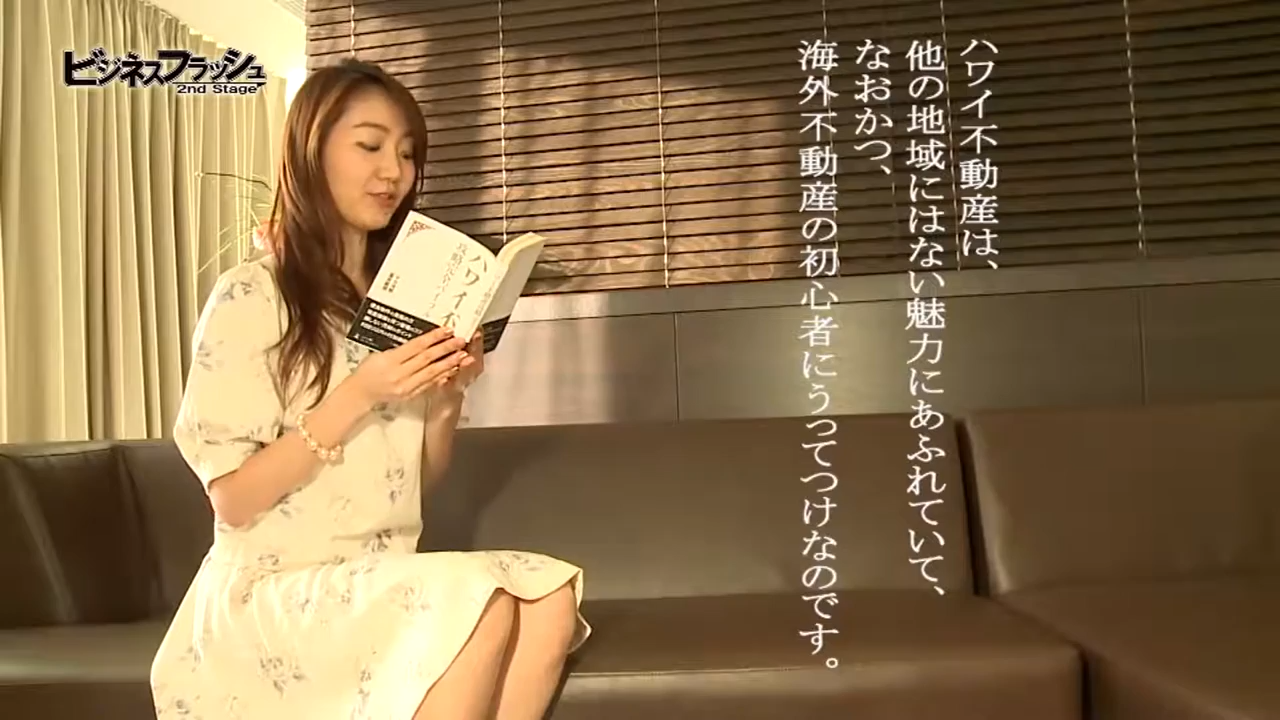 ビジネスフラッシュ
2nd Stage
ハワイ不動産は、
他の地域にはない魅力にあふれていて、
なおかつ、
海外不動産の初心者にうってつけなのです。
ハワイ